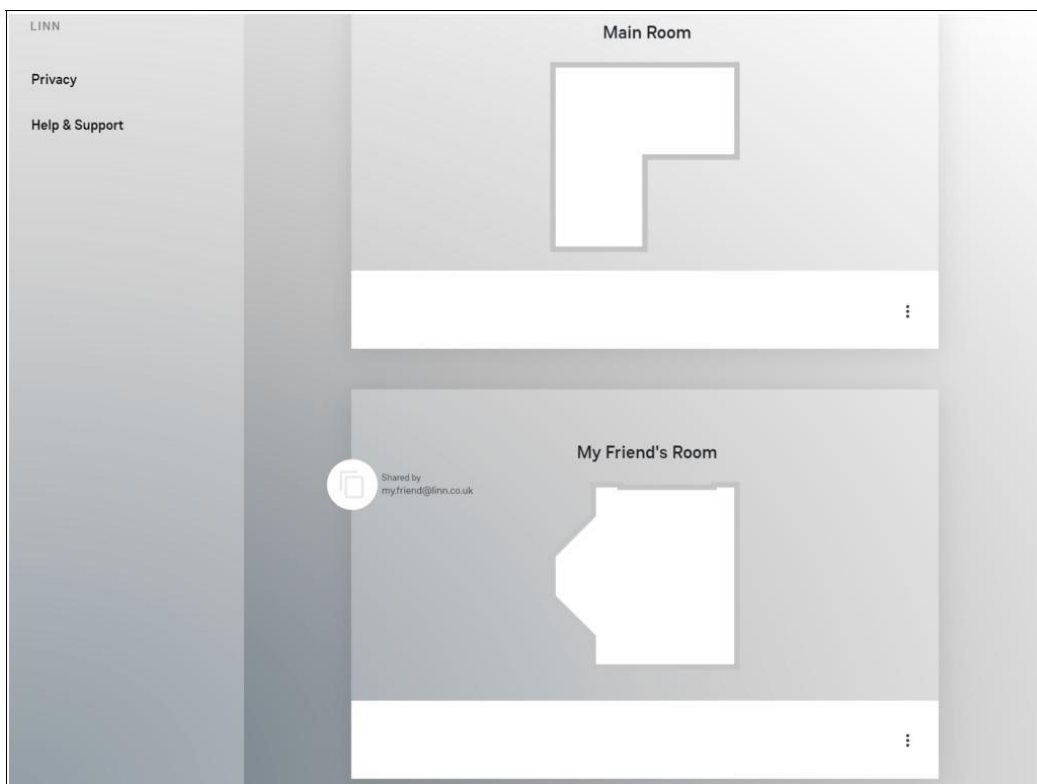 LINN
Privacy
Help & Support
Main Room
My Friend's Room
Shared by
my.friend@linn.co.uk